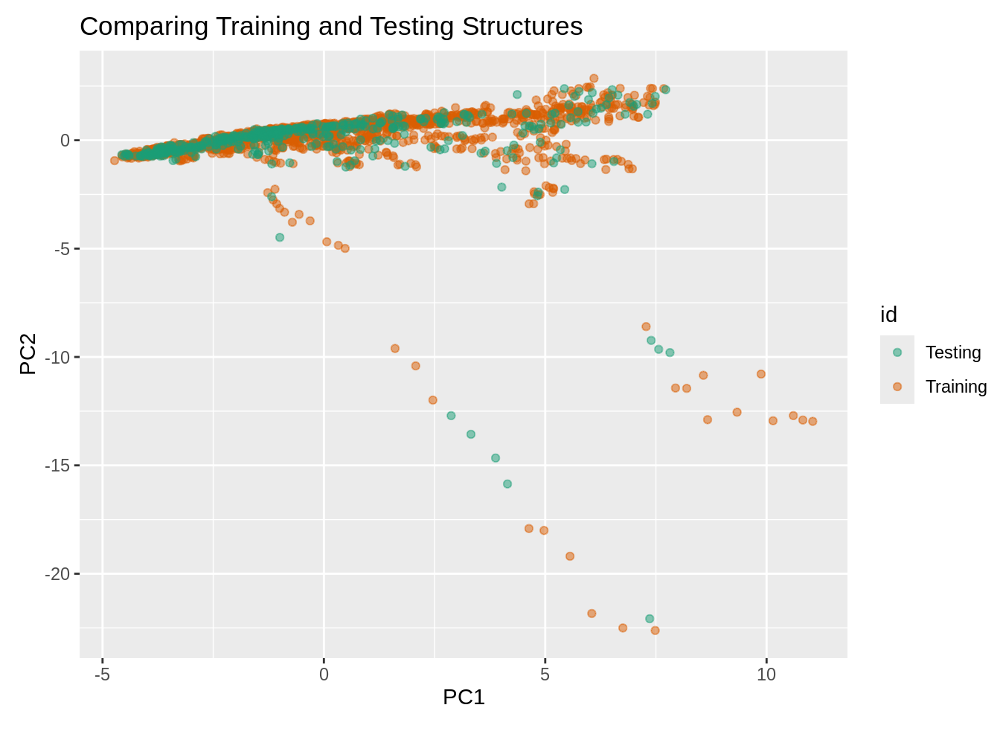 Comparing Training and Testing Structures
0
-5
-10
-15
-20
PC2
-5
0
5
10
PC1
id
Testing
Training